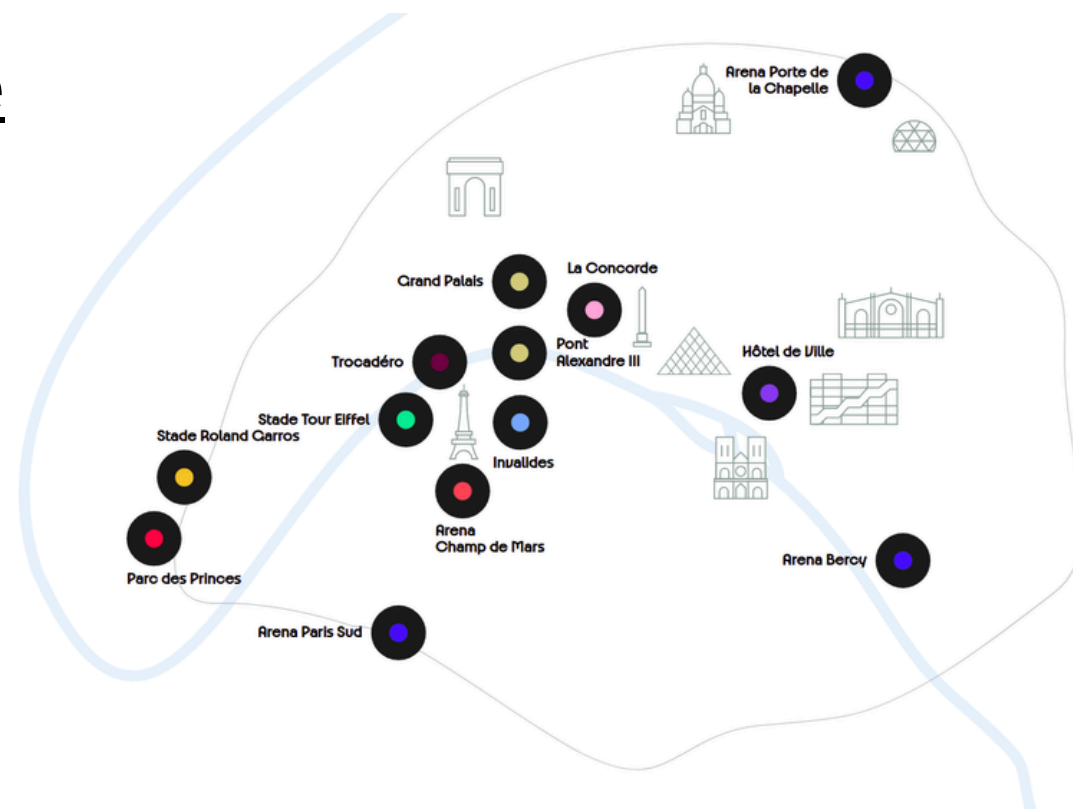 e
Arena Porte de
la Chapelle
Grand Palais
La Concorde
Pont
Alexandre III
Trocadéro
Hôtel de Ville
Stade Tour Eiffel
Stade Roland Garros
Invalides
Arena
Champ de Mars
Parc des Princes
Arena Bercy
Arena Paris Sud